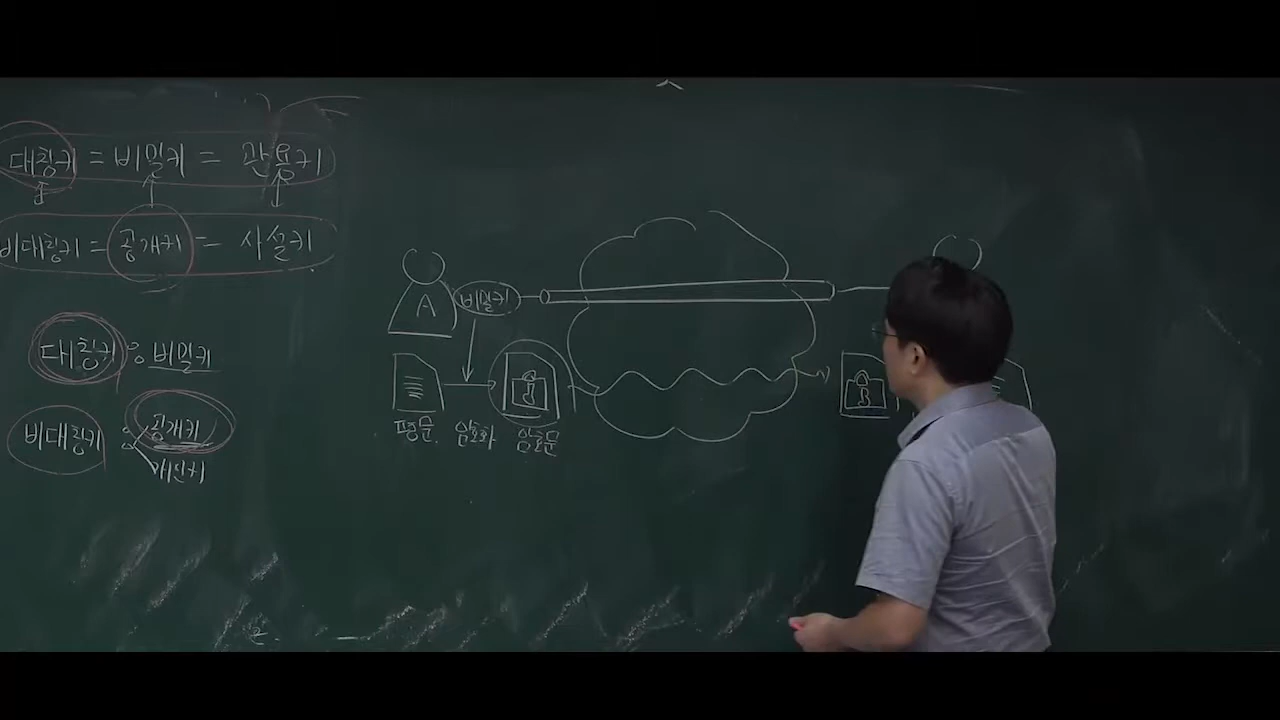 대칭키 = 비밀키 = 관용키
비대칭키 = 공개키 = 사설키
대칭키 : 비밀키
비대칭키 : 공개키
개인키
A 비밀키
평문 암호화 암호문